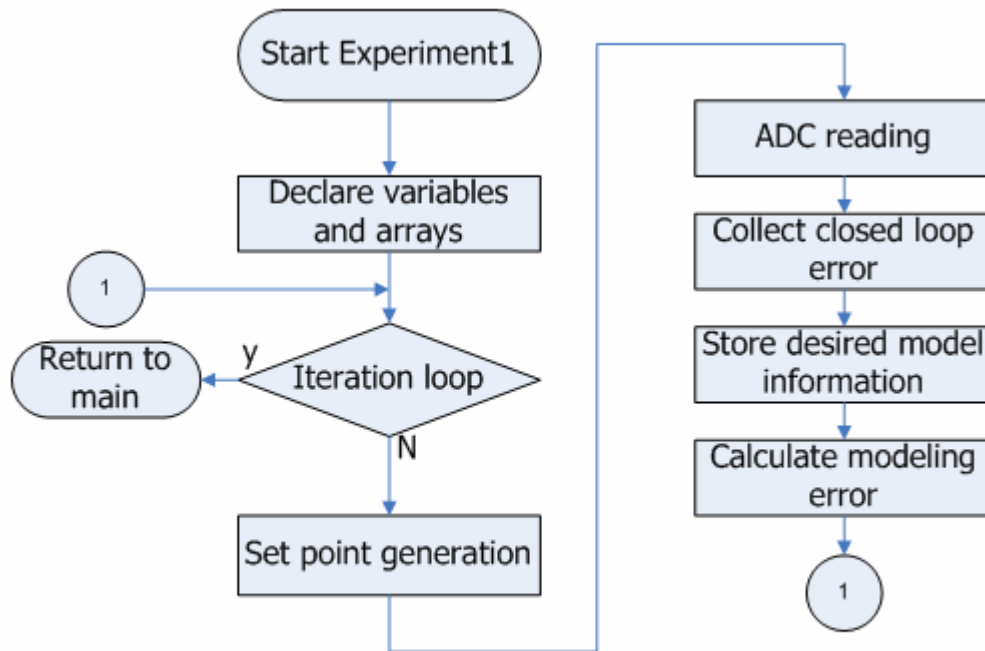 Start Experiment1
Declare variables
and arrays
1
Return to
main
y
Iteration loop
N
Set point generation
ADC reading
Collect closed loop
error
Store desired model
information
Calculate modeling
error
1